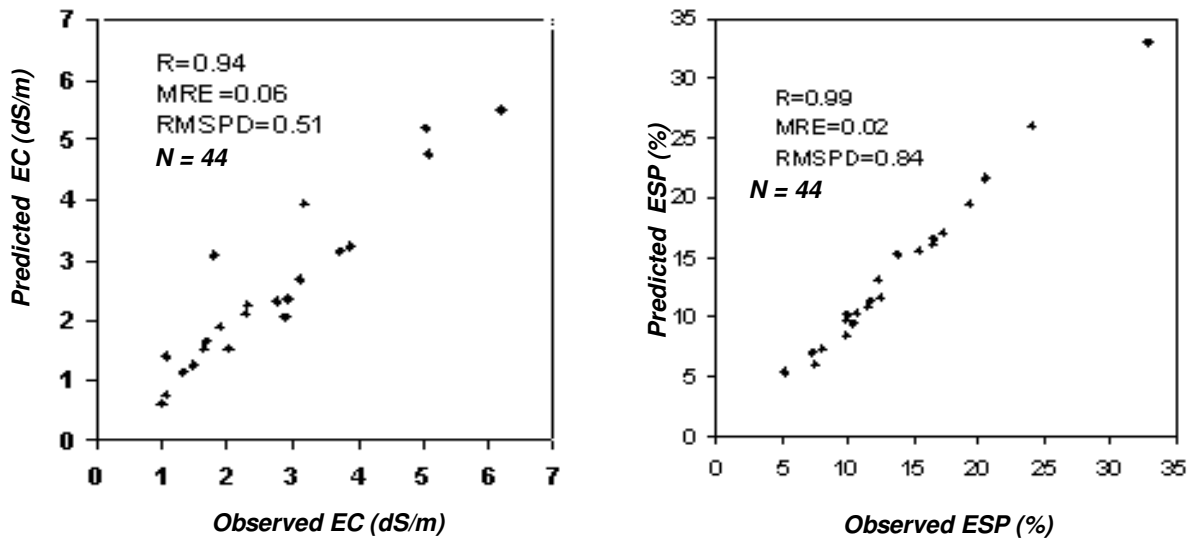 7
6
5
4
3
2
1
0
Predicted EC (dS/m)
R=0.94
MRE=0.06
RMSPD=0.51
N = 44
0 1 2 3 4 5 6 7
Observed EC (dS/m)
35
30
25
20
15
10
5
0
Predicted ESP (%)
R=0.99
MRE=0.02
RMSPD=0.84
N = 44
0 5 10 15 20 25 30 35
Observed ESP (%)